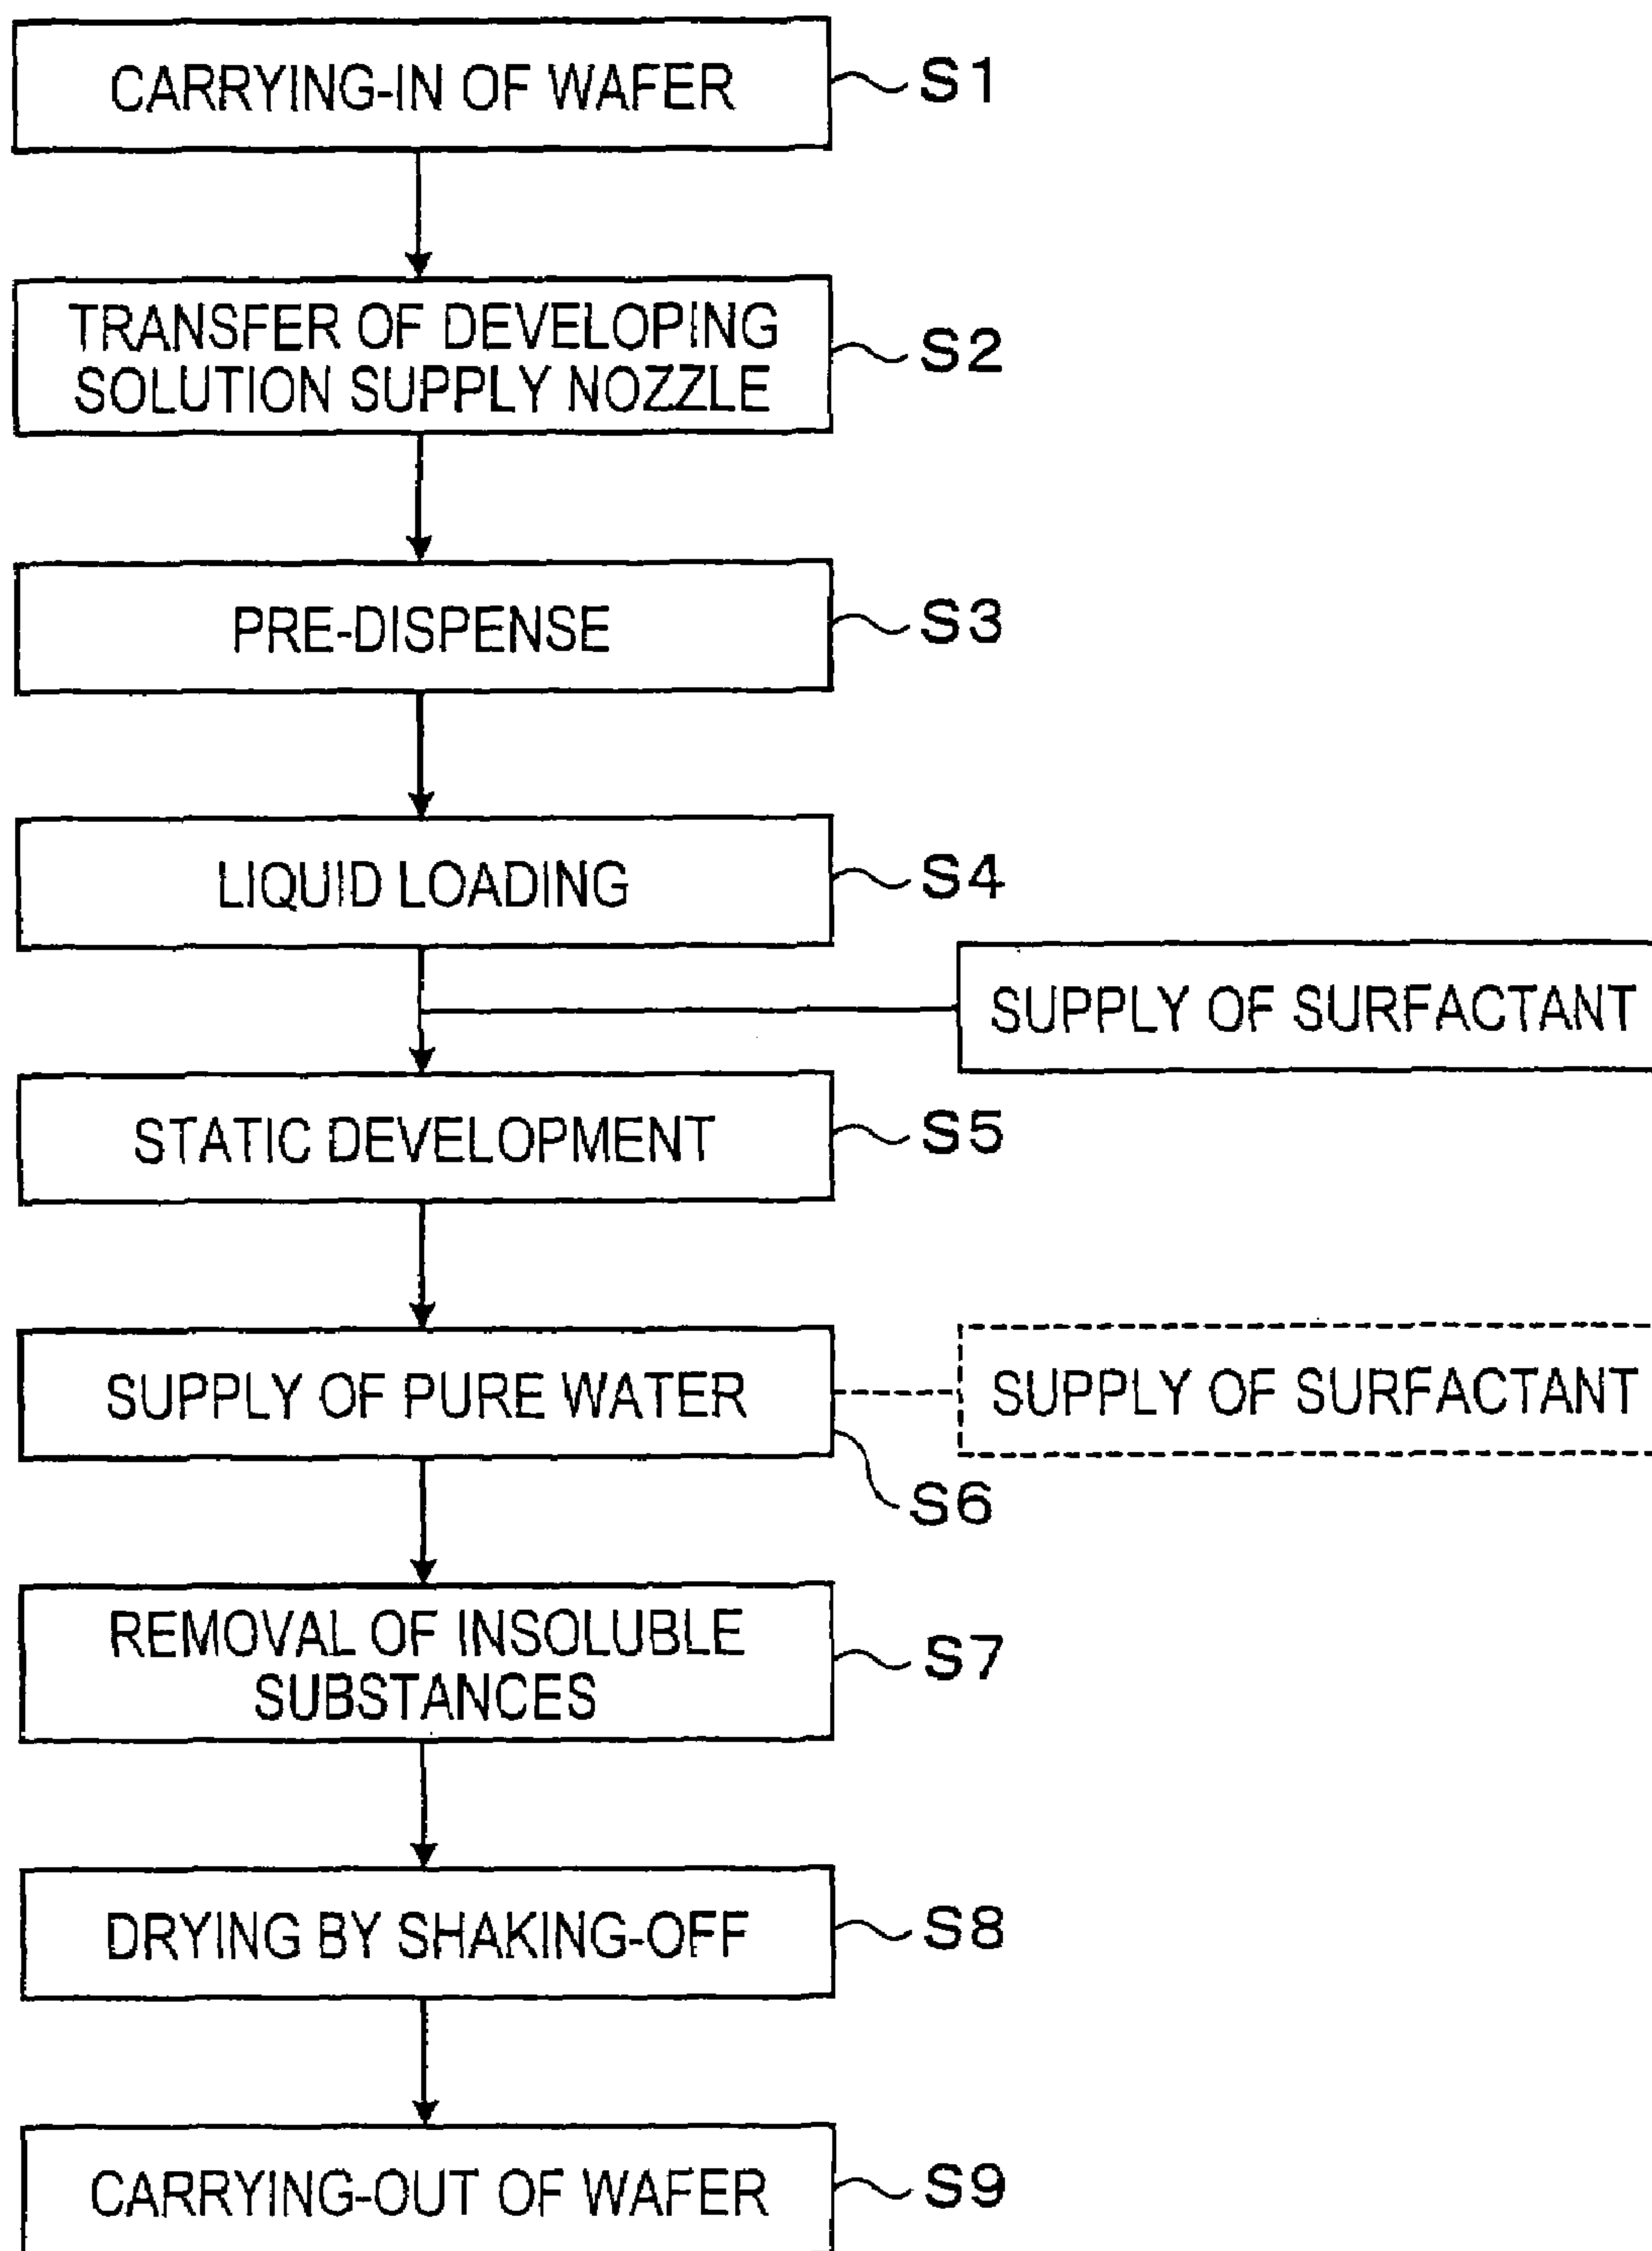 CARRYING-IN OF WAFER
S1
TRANSFER OF DEVELOPING
SOLUTION SUPPLY NOZZLE
S2
PRE-DISPENSE
S3
LIQUID LOADING
S4
SUPPLY OF SURFACTANT
STATIC DEVELOPMENT
S5
SUPPLY OF PURE WATER
SUPPLY OF SURFACTANT
S6
REMOVAL OF INSOLUBLE
SUBSTANCES
S7
DRYING BY SHAKING-OFF
S8
CARRYING-OUT OF WAFER
S9